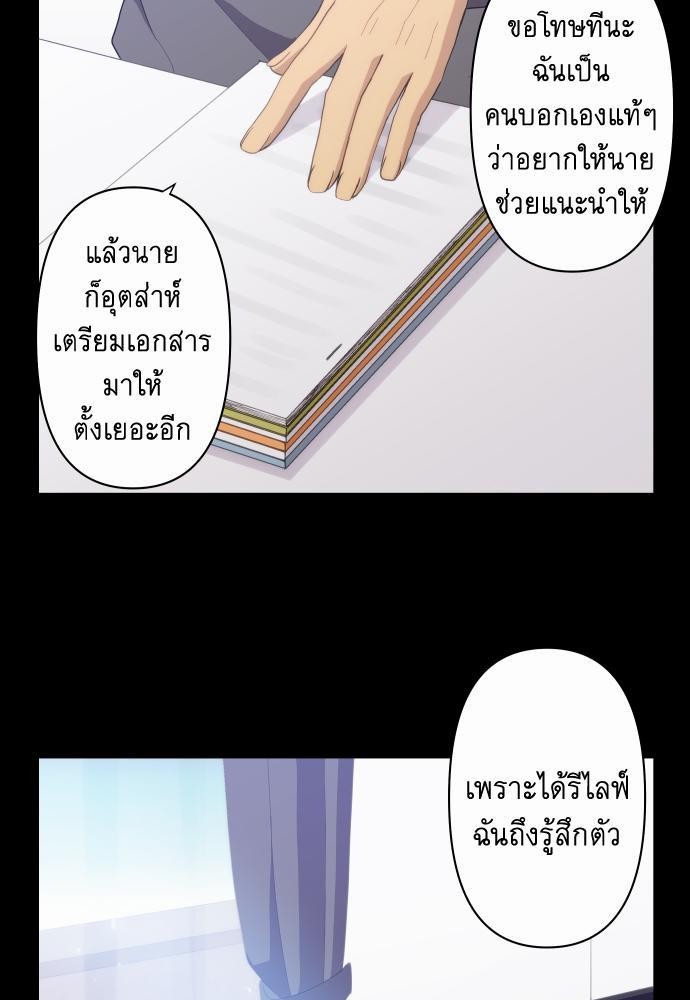 ขอโทษทีนะ
ฉันเป็น
คนบอกเองแท้ๆ
ว่าอยากให้นาย
ช่วยแนะนำให้
แล้วนาย
ก็อุตส่าห์
เตรียมเอกสาร
มาให้
ตั้งเยอะอีก
เพราะได้รีไลฟ์
ฉันถึงรู้สึกตัว